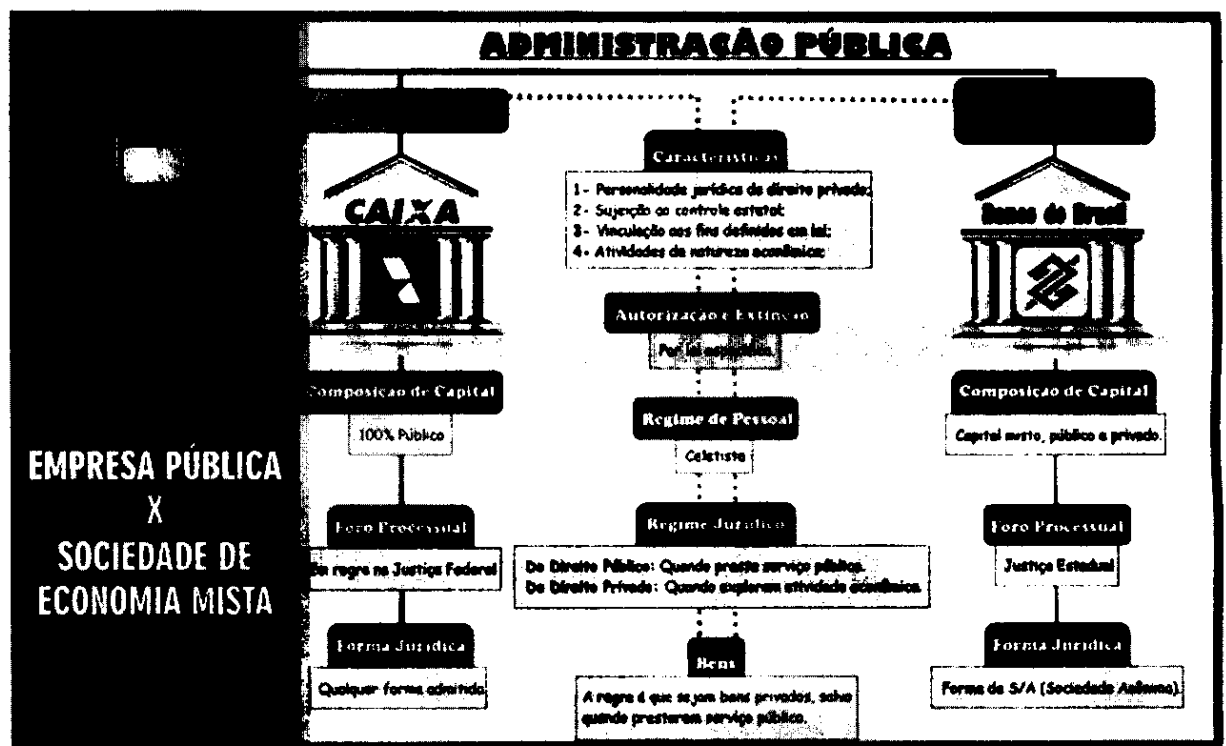 ADMINISTRAÇÃO PÚBLICA
EMPRESA PÚBLICA
X
SOCIEDADE DE
ECONOMIA MISTA
CAIXA
Composição de Capital
100% Público
Foro Processual
Em regra na Justiça Federal
Forma Jurídica
Qualquer forma admitida.
Características
1- Personalidade jurídica de direito privado;
2- Sujeição ao controle estatal;
3- Vinculação aos fins definidos em lei;
4- Atividades de natureza econômica;
Autorização e Extinção
Por lei específica.
Regime de Pessoal
Celetista
Regime Jurídico
De Direito Público: Quando presta serviço público.
De Direito Privado: Quando exploram atividade econômica.
Bens
A regra é que sejam bens privados, salvo
quando prestarem serviço público.
Banco do Brasil
Composição de Capital
Capital misto, público e privado.
Foro Processual
Justiça Estadual
Forma Jurídica
Forma de S/A (Sociedade Anônima).